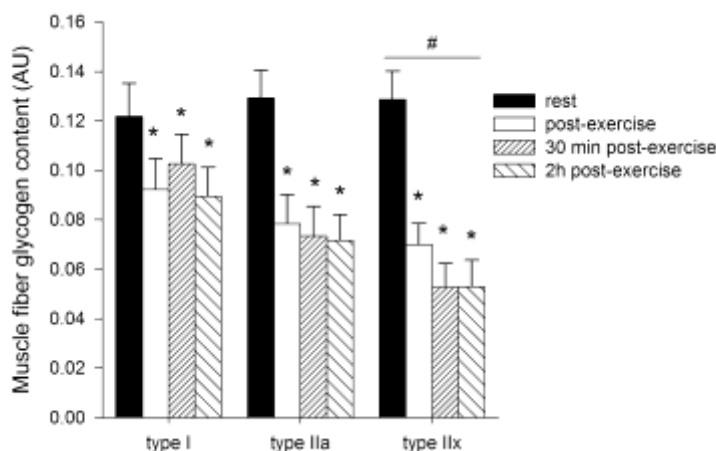 Muscle fiber glycogen content (AU)
0.16
0.14
0.12
0.10
0.08
0.06
0.04
0.02
0.00
* * *
* * *
#
* * *
type I
type IIa
type IIx
rest
post-exercise
30 min post-exercise
2h post-exercise